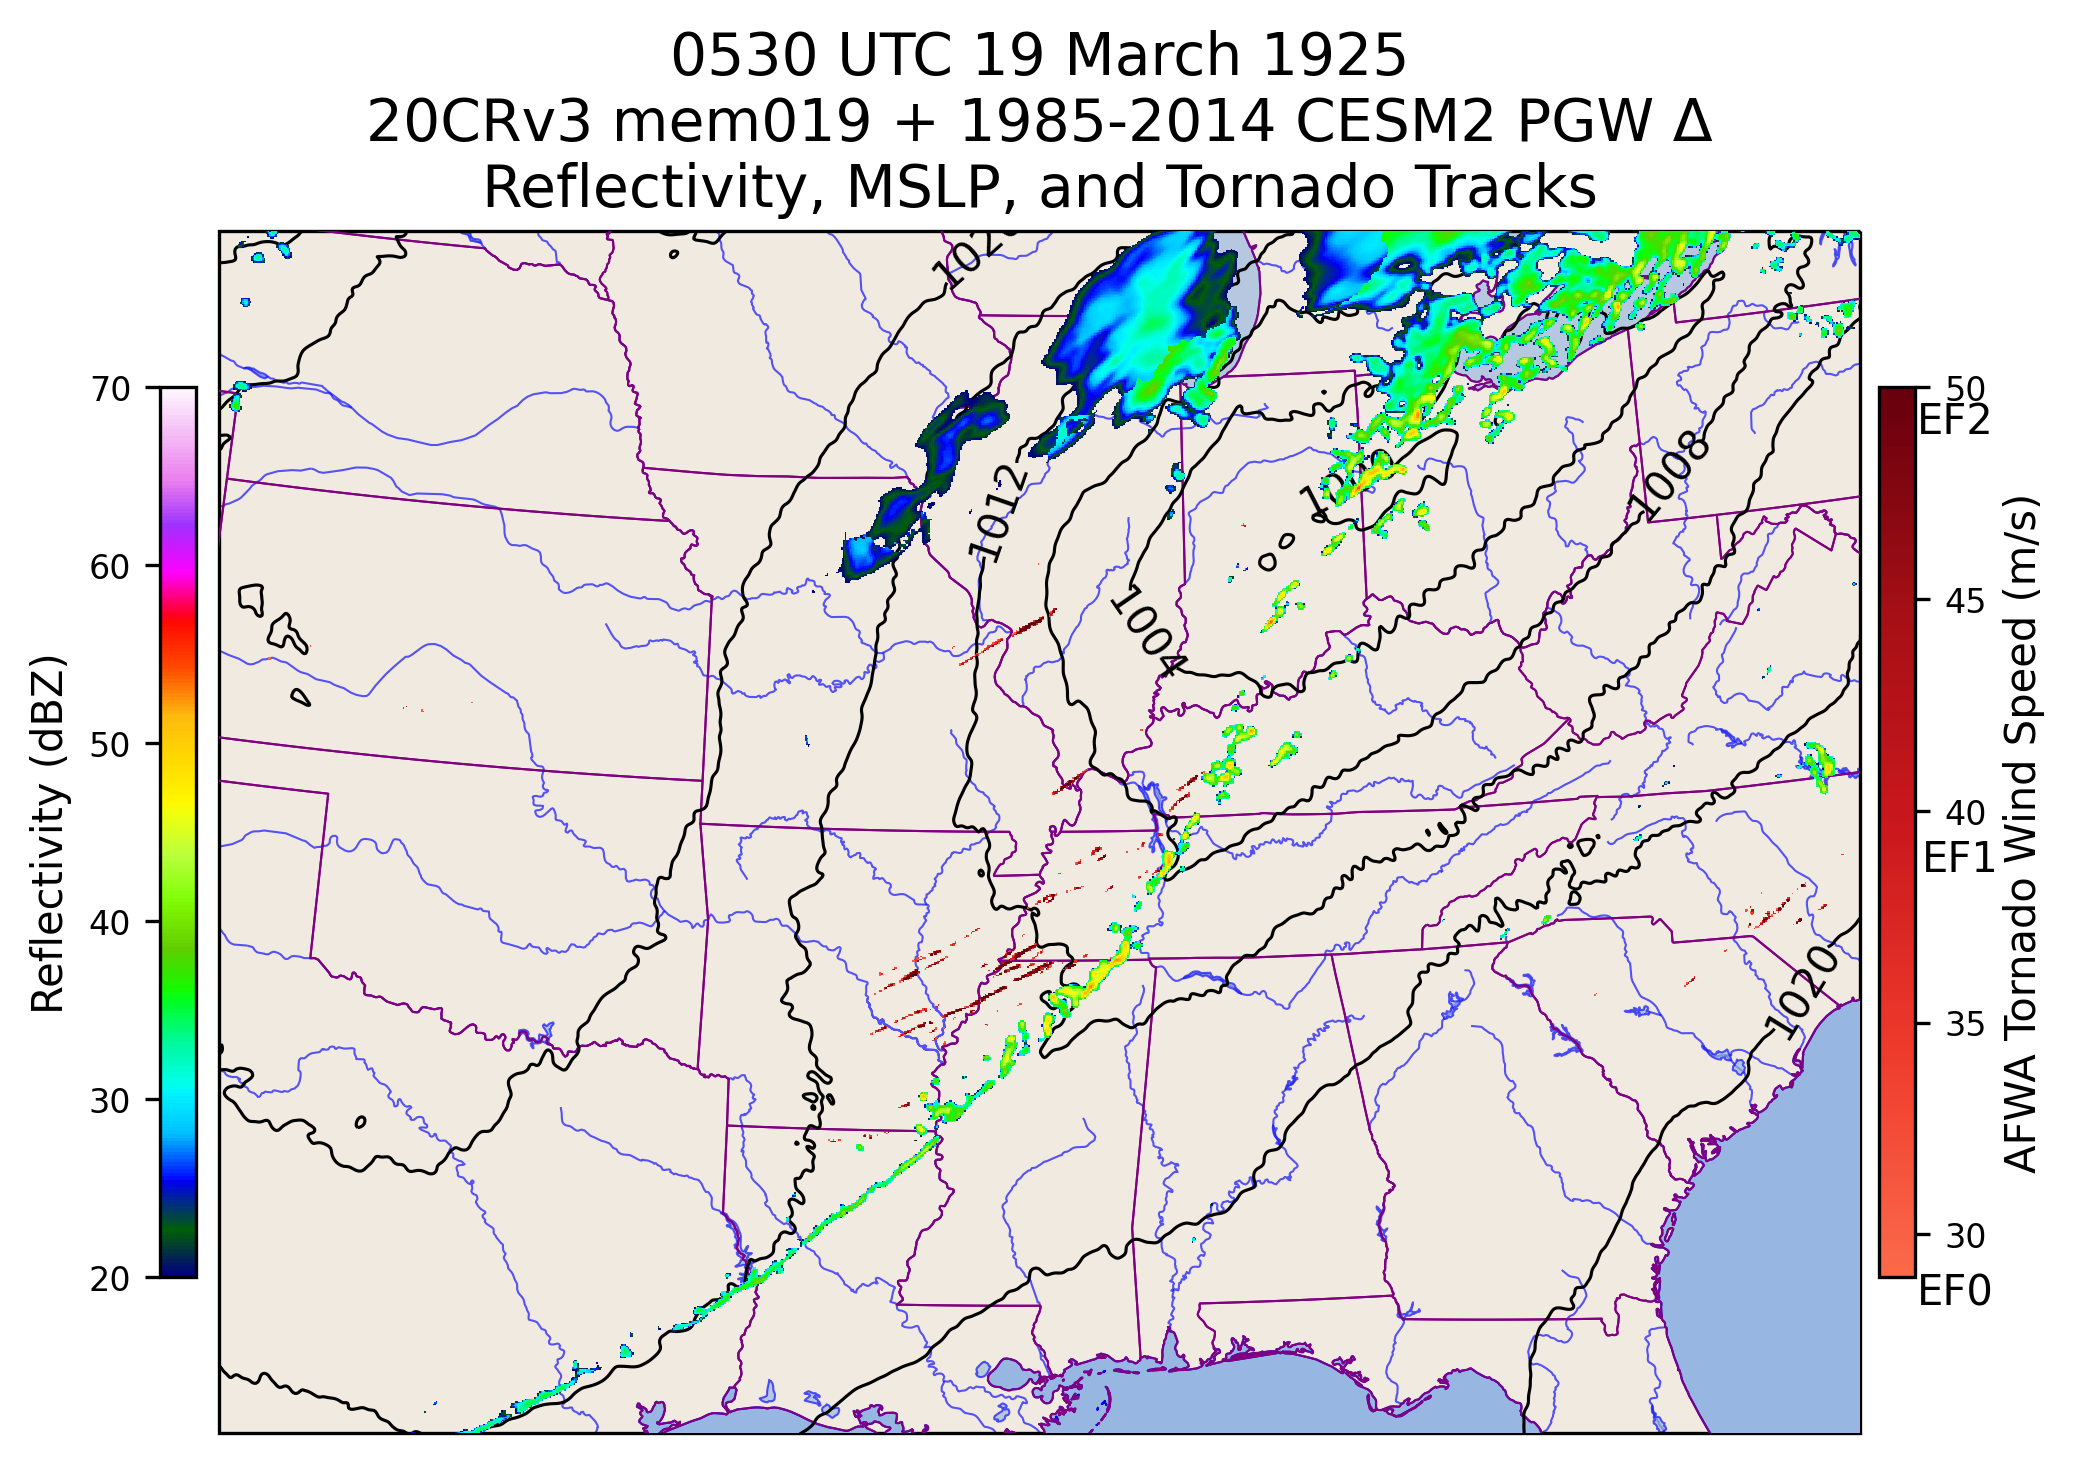 0530 UTC 19 March 1925
20CRv3 mem019 + 1985-2014 CESM2 PGW Δ
Reflectivity, MSLP, and Tornado Tracks
Reflectivity (dBZ)
70
60
50
40
30
20
1012
1004
1008
1020
50
EF2
45
40
EF1
35
30
EF0
AFWA Tornado Wind Speed (m/s)